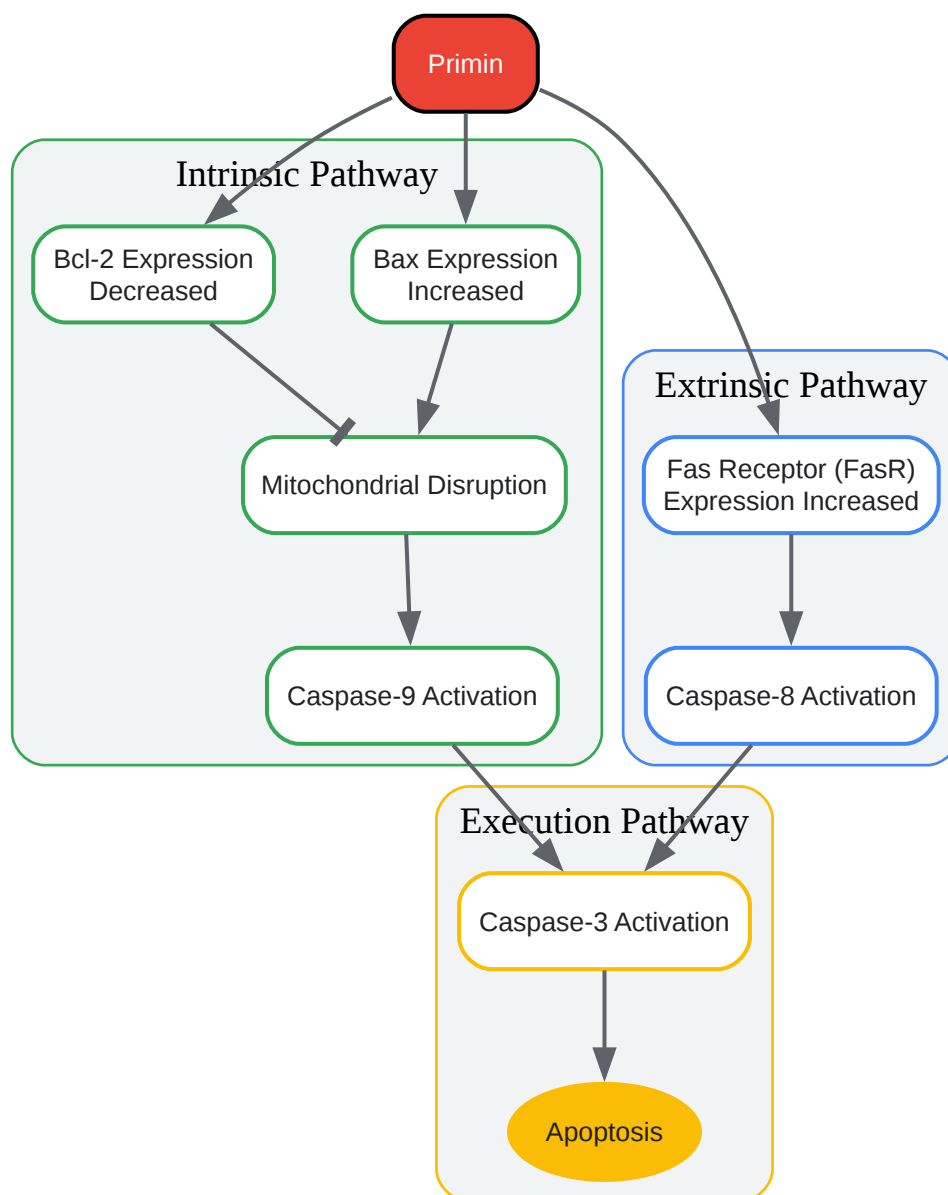 Primin
Intrinsic Pathway
Bcl-2 Expression
Decreased
Bax Expression
Increased
Extrinsic Pathway
Mitochondrial Disruption
Fas Receptor (FasR)
Expression Increased
Caspase-9 Activation
Caspase-8 Activation
Execution Pathway
Caspase-3 Activation
Apoptosis